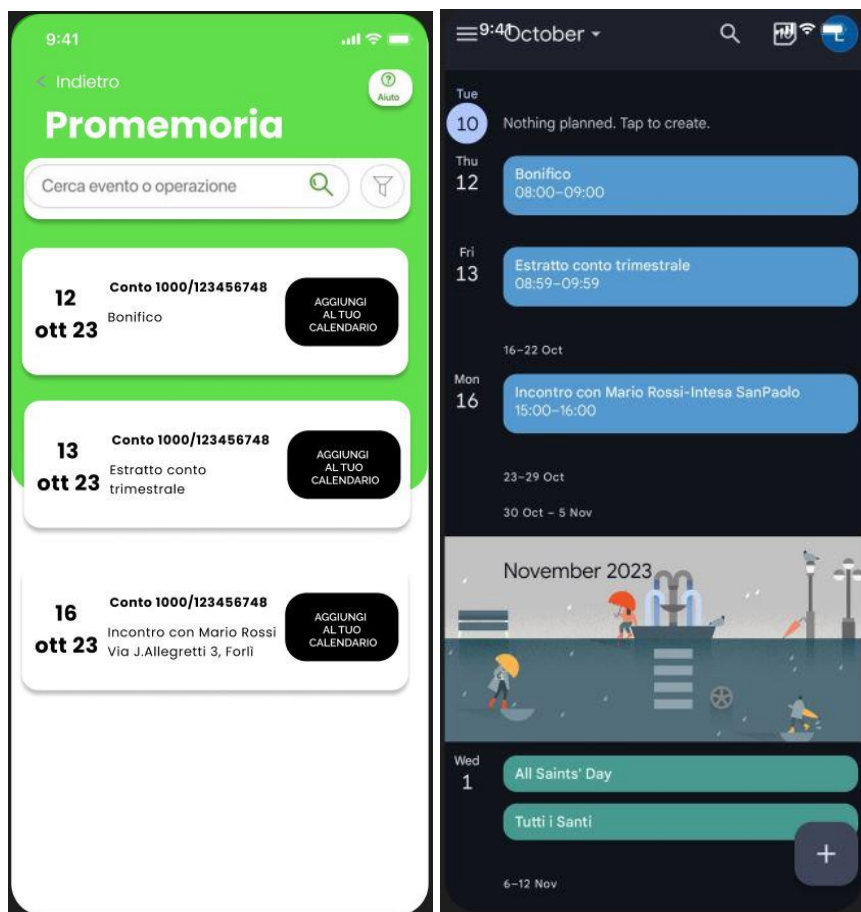 9:41
< Indietro
?
Aiuto
Promemoria
Cerca evento o operazione
12
ott 23
Conto 1000/123456748
Bonifico
AGGIUNGI
AL TUO
CALENDARIO
13
ott 23
Conto 1000/123456748
Estratto conto
trimestrale
AGGIUNGI
AL TUO
CALENDARIO
16
ott 23
Conto 1000/123456748
Incontro con Mario Rossi
Via J.Allegretti 3, Forlì
AGGIUNGI
AL TUO
CALENDARIO
9:41
October
Tue
10
Nothing planned. Tap to create.
Thu
12
Bonifico
08:00–09:00
Fri
13
Estratto conto trimestrale
08:59–09:59
16–22 Oct
Mon
16
Incontro con Mario Rossi-Intesa SanPaolo
15:00–16:00
23–29 Oct
30 Oct – 5 Nov
November 2023
Wed
1
All Saints' Day
Tutti i Santi
+
6–12 Nov